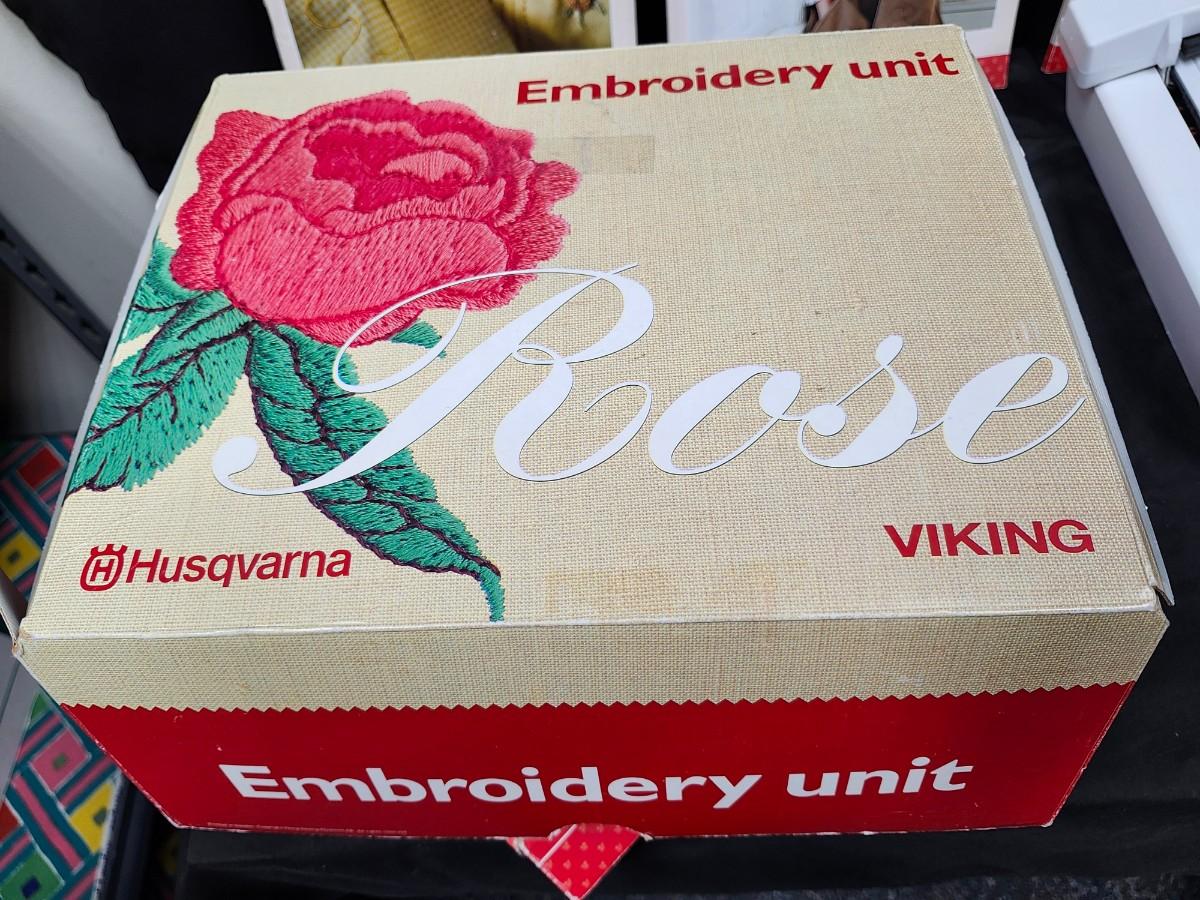 Embroidery unit
Rose
Husqvarna
VIKING
Embroidery unit